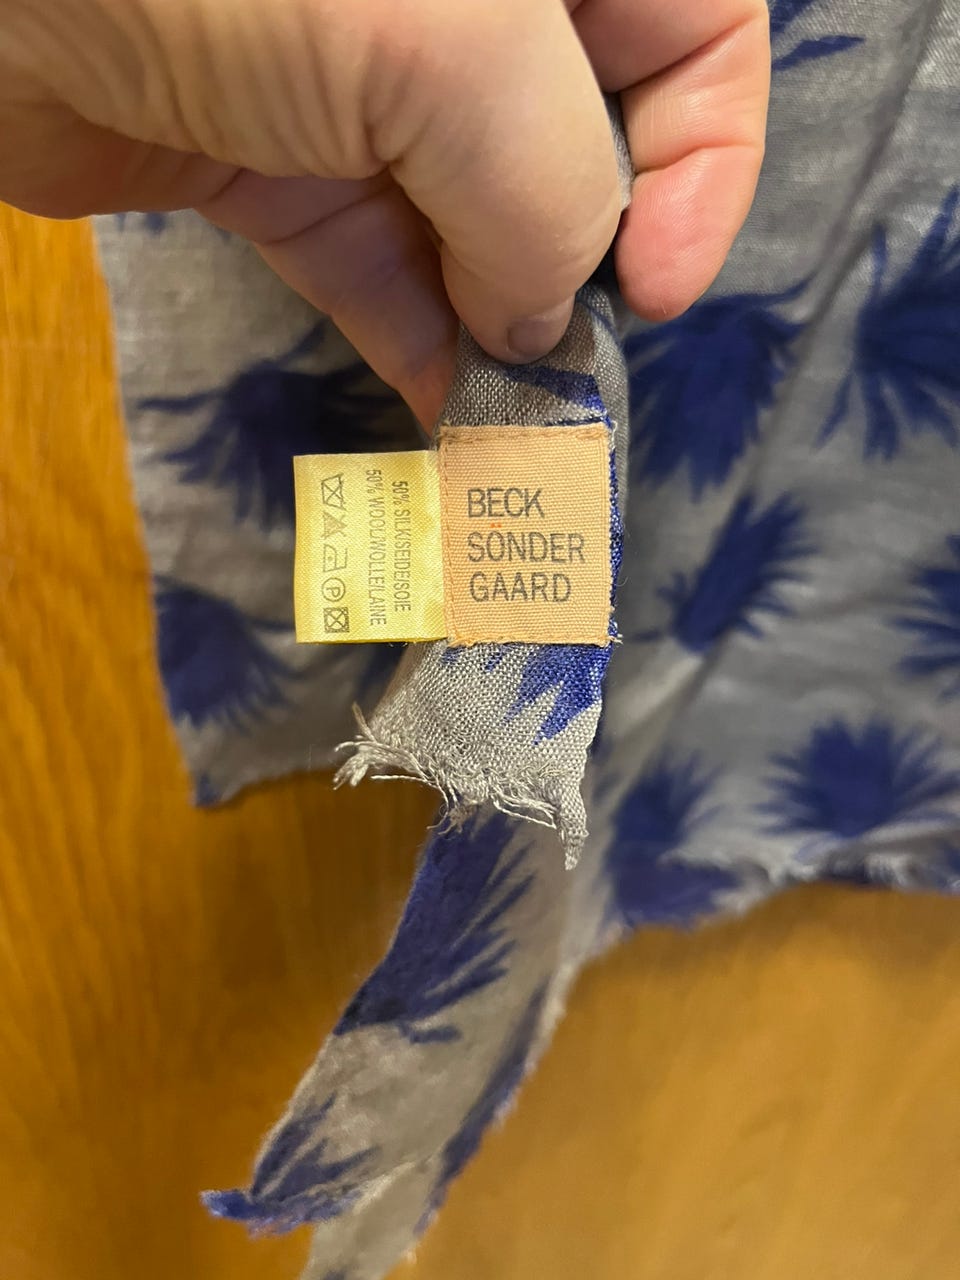 BECK
SÖNDER
GAARD
50% SILK/SEIDE/SOIE
50% WOOL/WOLLE/LAINE
P